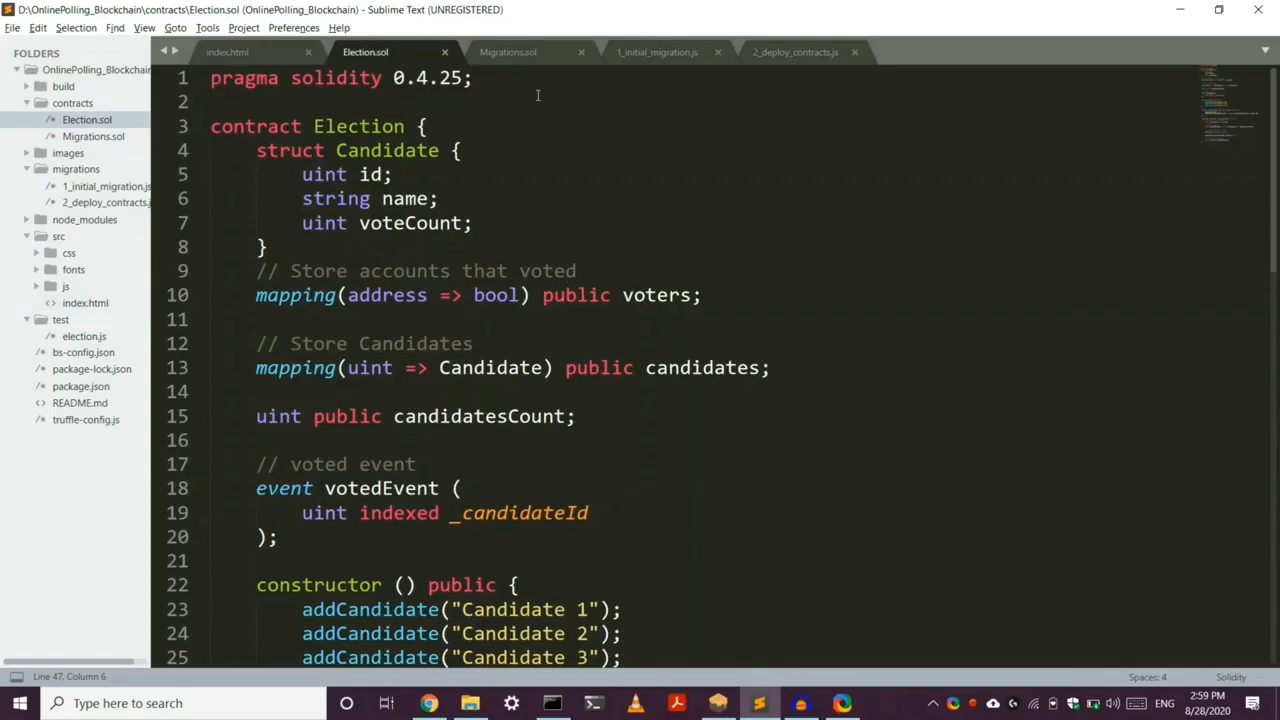 D:\OnlinePolling_Blockchain\contracts\Election.sol (OnlinePolling_Blockchain) - Sublime Text (UNREGISTERED)
File Edit Selection Find View Goto Tools Project Preferences Help
FOLDERS
OnlinePolling_Blockchain
build
contracts
Election.sol
Migrations.sol
images
migrations
1_initial_migration.js
2_deploy_contracts.j
node_modules
src
css
fonts
js
index.html
test
election.js
bs-config.json
package-lock.json
package.json
README.md
truffle-config.js
index.html Election.sol Migrations.sol 1_initial_migration.js 2_deploy_contracts.js
1 pragma solidity 0.4.25;
2
3 contract Election {
4 struct Candidate {
5 uint id;
6 string name;
7 uint voteCount;
8 }
9 // Store accounts that voted
10 mapping(address => bool) public voters;
11
12 // Store Candidates
13 mapping(uint => Candidate) public candidates;
14
15 uint public candidatesCount;
16
17 // voted event
18 event votedEvent (
19 uint indexed _candidateId
20 );
21
22 constructor () public {
23 addCandidate("Candidate 1");
24 addCandidate("Candidate 2");
25 addCandidate("Candidate 3");
Line 47, Column 6 Spaces: 4 Solidity
Type here to search
ENG
2:59 PM
8/28/2020